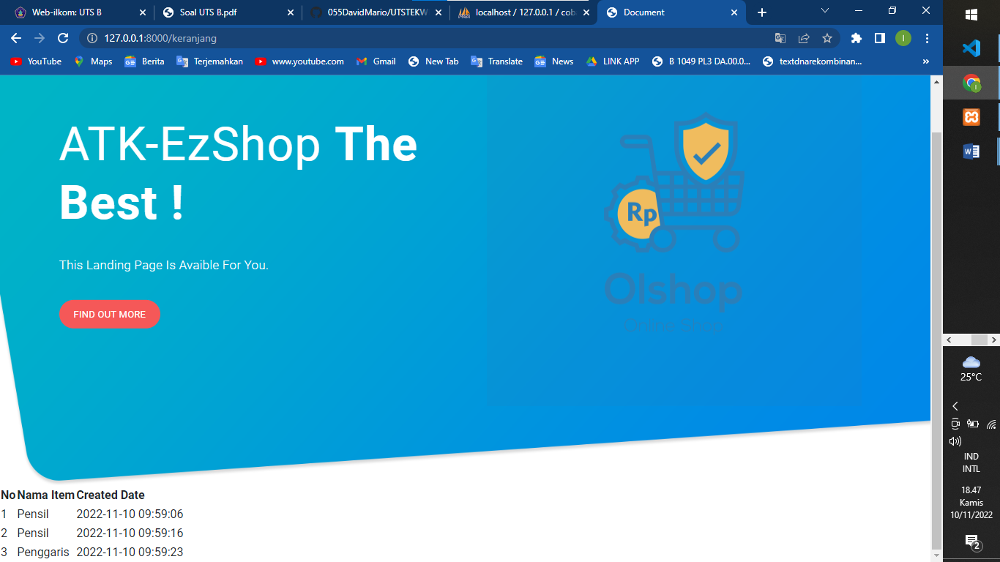 Web-ilkom: UTS B
Soal UTS B.pdf
055DavidMario/UTSTEKW
localhost / 127.0.0.1 / cob
Document
127.0.0.1:8000/keranjang
I
YouTube
Maps
Berita
Terjemahkan
www.youtube.com
Gmail
New Tab
Translate
News
LINK APP
B 1049 PL3 DA.00.0...
textdnarekombinan...
»
ATK-EzShop The
Best !
This Landing Page Is Avaible For You.
FIND OUT MORE
Rp
Olshop
Online Shop
No Nama Item Created Date
1 Pensil 2022-11-10 09:59:06
2 Pensil 2022-11-10 09:59:16
3 Penggaris 2022-11-10 09:59:23
25°C
IND
INTL
18.47
Kamis
10/11/2022
2